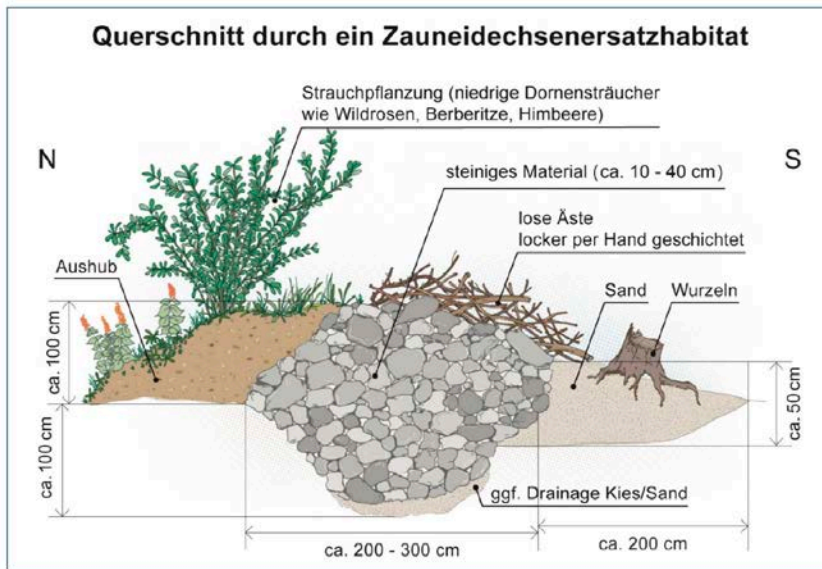 Querschnitt durch ein Zauneidechsenersatzhabitat
Strauchpflanzung (niedrige Dornensträucher
wie Wildrosen, Berberitze, Himbeere)
N
S
steiniges Material (ca. 10 - 40 cm)
lose Äste
locker per Hand geschichtet
Aushub
Sand
Wurzeln
ca. 100 cm
ca. 50 cm
ca. 100 cm
ggf. Drainage Kies/Sand
ca. 200 - 300 cm
ca. 200 cm